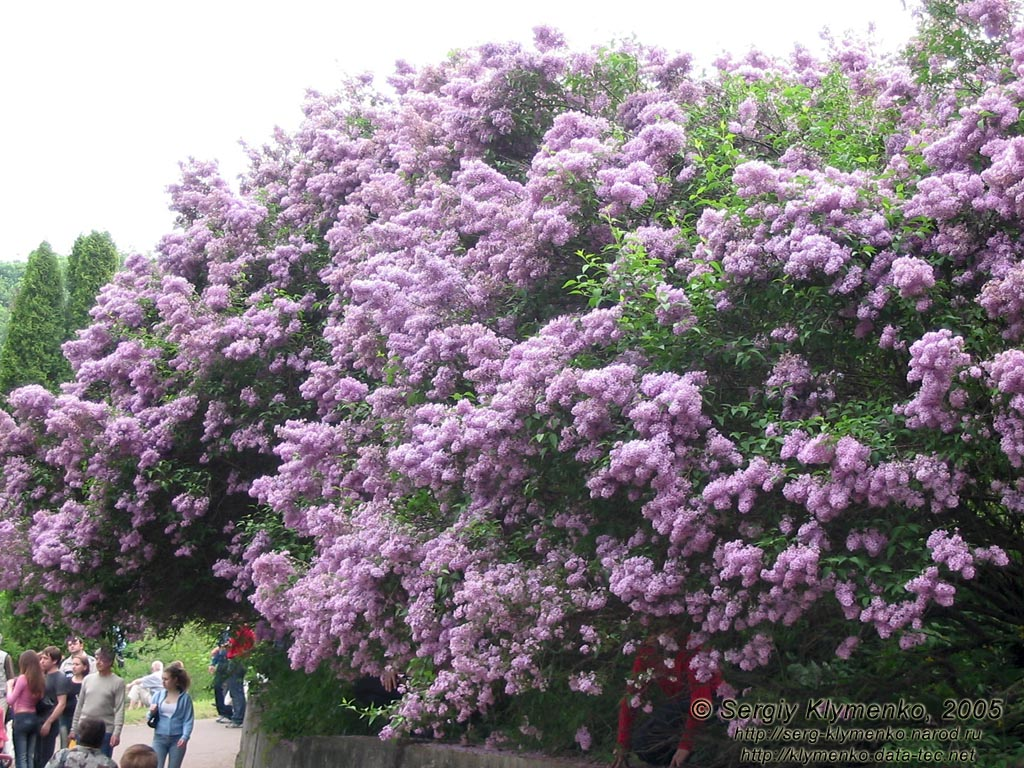 © Sergiy Klymenko, 2005
http://serg-klymenko.narod.ru
http://klymenko.data-tec.net